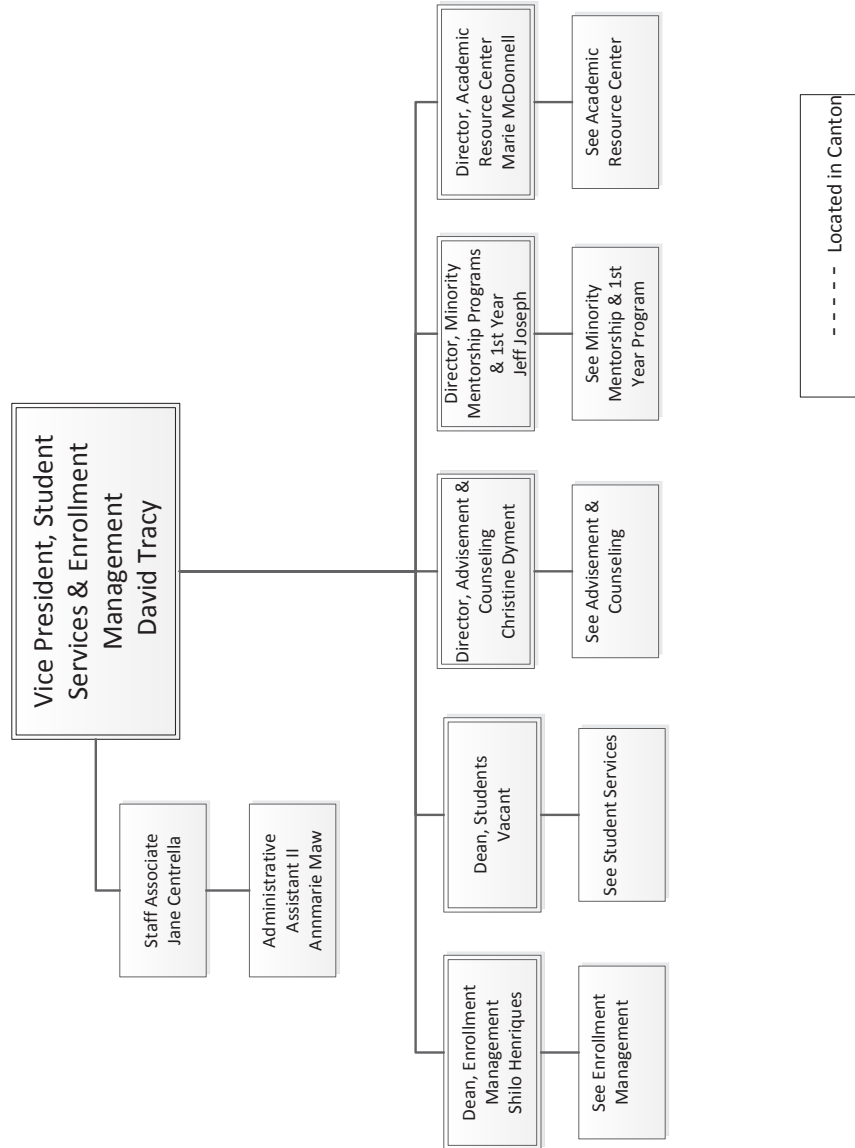 Vice President, Student
Services & Enrollment
Management
David Tracy
Staff Associate
Jane Centrella
Administrative
Assistant II
Annmarie Maw
Dean, Enrollment
Management
Shilo Henriques
See Enrollment
Management
Dean, Students
Vacant
See Student Services
Director, Advisement &
Counseling
Christine Dyment
See Advisement &
Counseling
Director, Minority
Mentorship Programs
& 1st Year
Jeff Joseph
See Minority
Mentorship & 1st
Year Program
Director, Academic
Resource Center
Marie McDonnell
See Academic
Resource Center
- - - - - Located in Canton